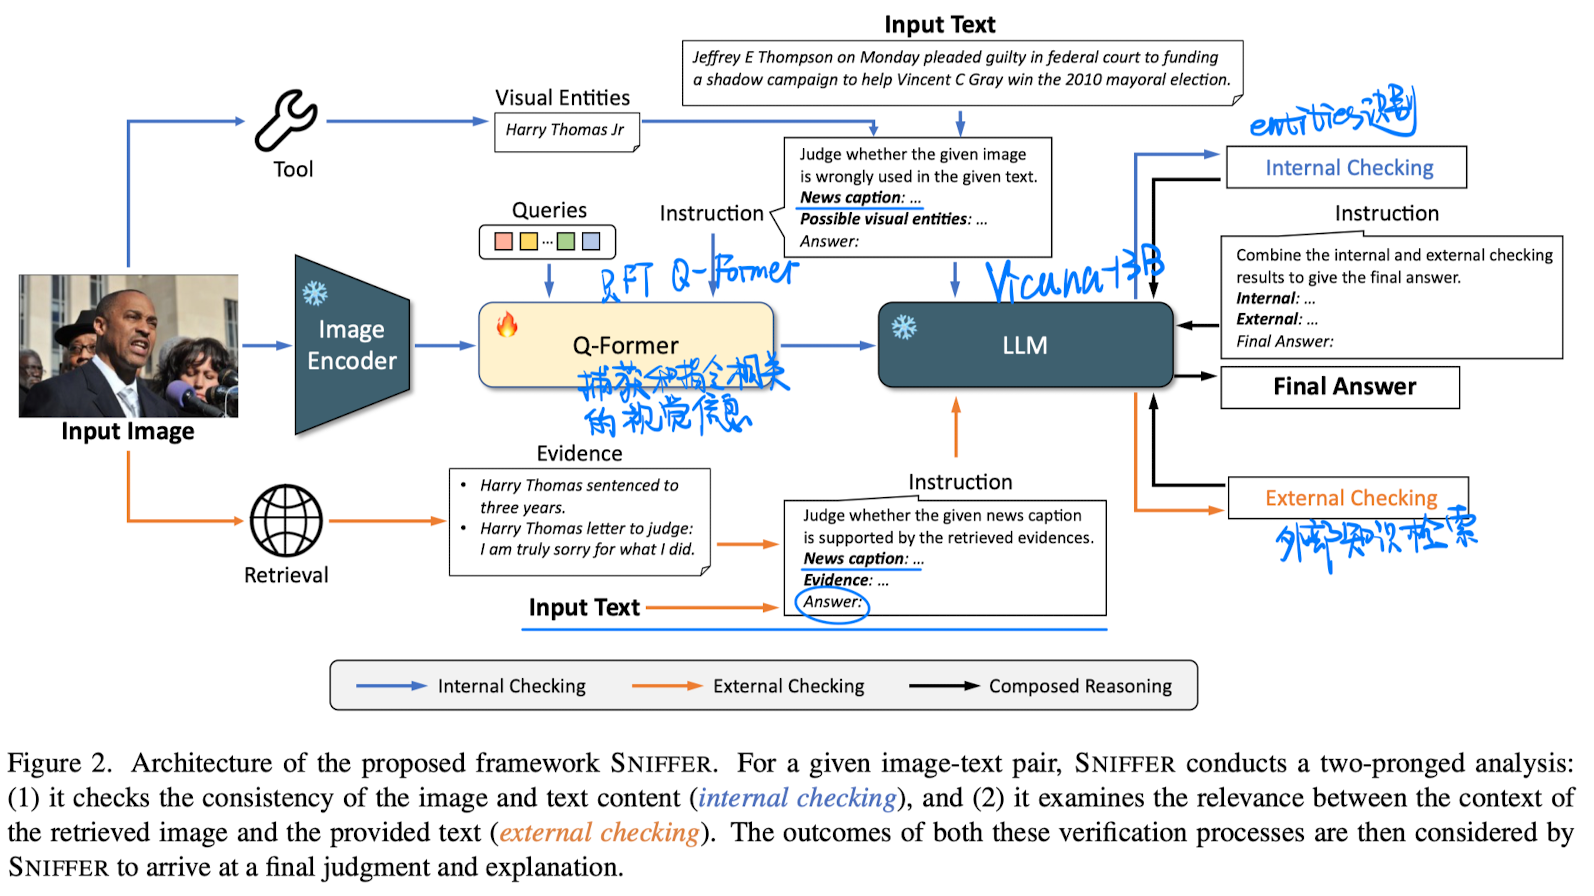 Input Text
Jeffrey E Thompson on Monday pleaded guilty in federal court to funding
a shadow campaign to help Vincent C Gray win the 2010 mayoral election.
Visual Entities
Harry Thomas Jr
Tool
Judge whether the given image
is wrongly used in the given text.
News caption: ...
Possible visual entities: ...
Answer:
Instruction
Queries
...
entities识别
Internal Checking
Instruction
Combine the internal and external checking
results to give the final answer.
Internal: ...
External: ...
Final Answer:
只FT Q-Former
Vicuna-13B
Image
Encoder
Q-Former
捕获和指令相关
的视觉信息
LLM
Final Answer
Input Image
Evidence
• Harry Thomas sentenced to
three years.
• Harry Thomas letter to judge:
I am truly sorry for what I did.
Retrieval
Instruction
Judge whether the given news caption
is supported by the retrieved evidences.
News caption: ...
Evidence: ...
Answer:
Input Text
External Checking
外部知识检索
Internal Checking
External Checking
Composed Reasoning
Figure 2. Architecture of the proposed framework SNIFFER. For a given image-text pair, SNIFFER conducts a two-pronged analysis:
(1) it checks the consistency of the image and text content (internal checking), and (2) it examines the relevance between the context of
the retrieved image and the provided text (external checking). The outcomes of both these verification processes are then considered by
SNIFFER to arrive at a final judgment and explanation.